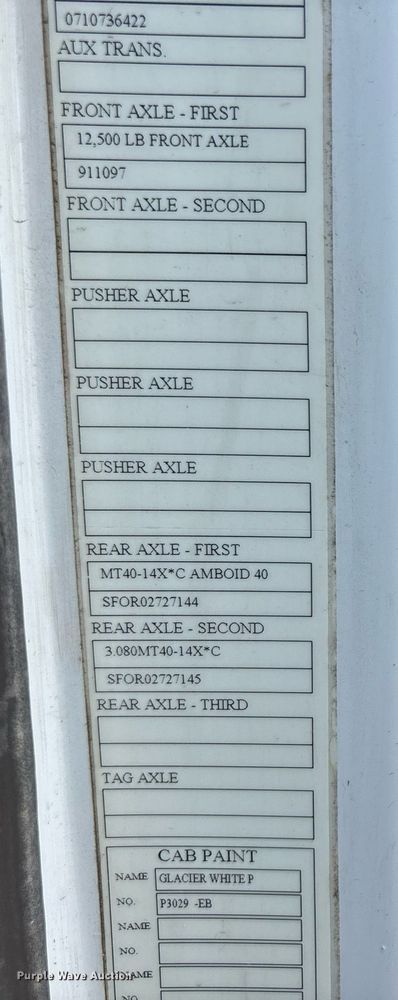 0710736422
AUX TRANS.
FRONT AXLE - FIRST
12,500 LB FRONT AXLE
911097
FRONT AXLE - SECOND
PUSHER AXLE
PUSHER AXLE
PUSHER AXLE
REAR AXLE - FIRST
MT40-14X*C AMBOID 40
SFOR02727144
REAR AXLE - SECOND
3.080MT40-14X*C
SFOR02727145
REAR AXLE - THIRD
TAG AXLE
CAB PAINT
NAME GLACIER WHITE P
NO. P3029 -EB
NAME
NO.
NAME
NO.
Purple Wave Auction